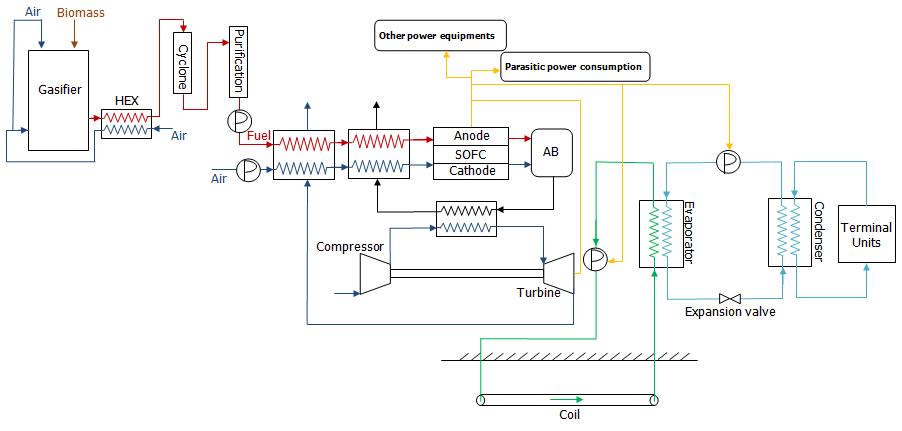 Air
Biomass
Other power equipments
Parasitic power consumption
Cyclone
Purification
Gasifier
HEX
Air
Fuel
Air
Anode
SOFC
Cathode
AB
P
P
P
P
Evaporator
Condenser
Terminal
Units
Compressor
Turbine
Expansion valve
Coil